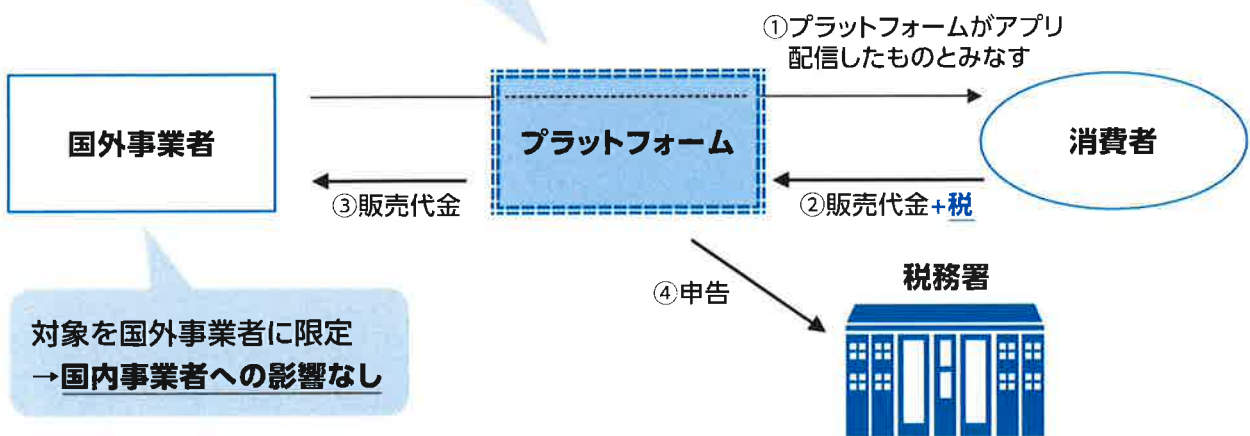 ①プラットフォームがアプリ
配信したものとみなす
国外事業者
プラットフォーム
消費者
③販売代金
②販売代金+税
④申告
税務署
対象を国外事業者に限定
→国内事業者への影響なし